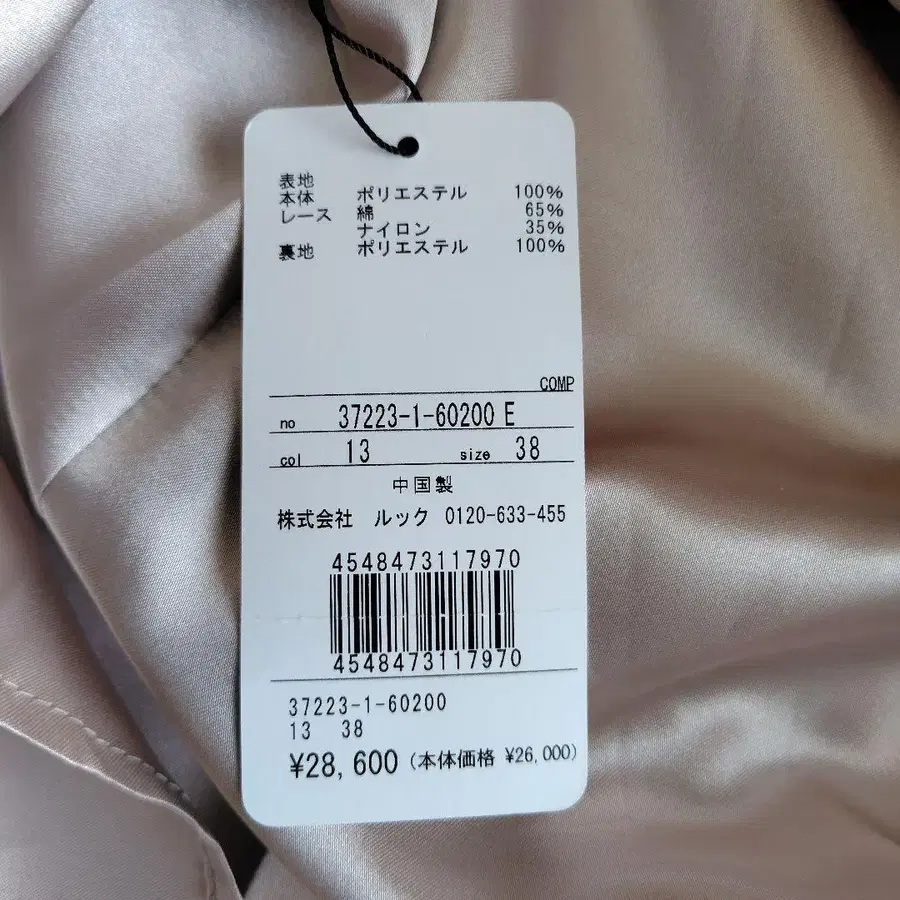 表地
本体 ポリエステル 100%
レース 綿 65%
ナイロン 35%
裏地 ポリエステル 100%
COMP
no 37223-1-60200 E
col 13 size 38
中国製
株式会社 ルック 0120-633-455
4548473117970
4548473117970
37223-1-60200
13 38
¥28,600 (本体価格 ¥26,000)